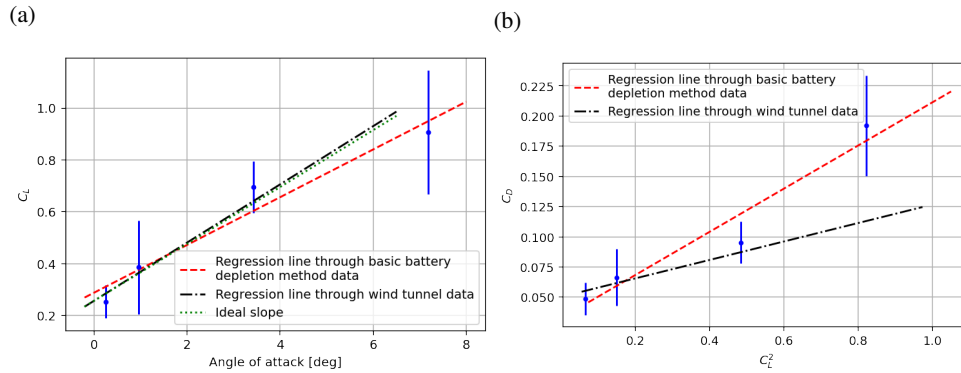 (a)
1.0
0.8
0.6
0.4
0.2
C_L
Regression line through basic battery
depletion method data
Regression line through wind tunnel data
Ideal slope
0
2
4
6
8
Angle of attack [deg]
(b)
0.225
0.200
0.175
0.150
0.125
0.100
0.075
0.050
C_D
Regression line through basic battery
depletion method data
Regression line through wind tunnel data
0.2
0.4
0.6
0.8
1.0
C_L^2